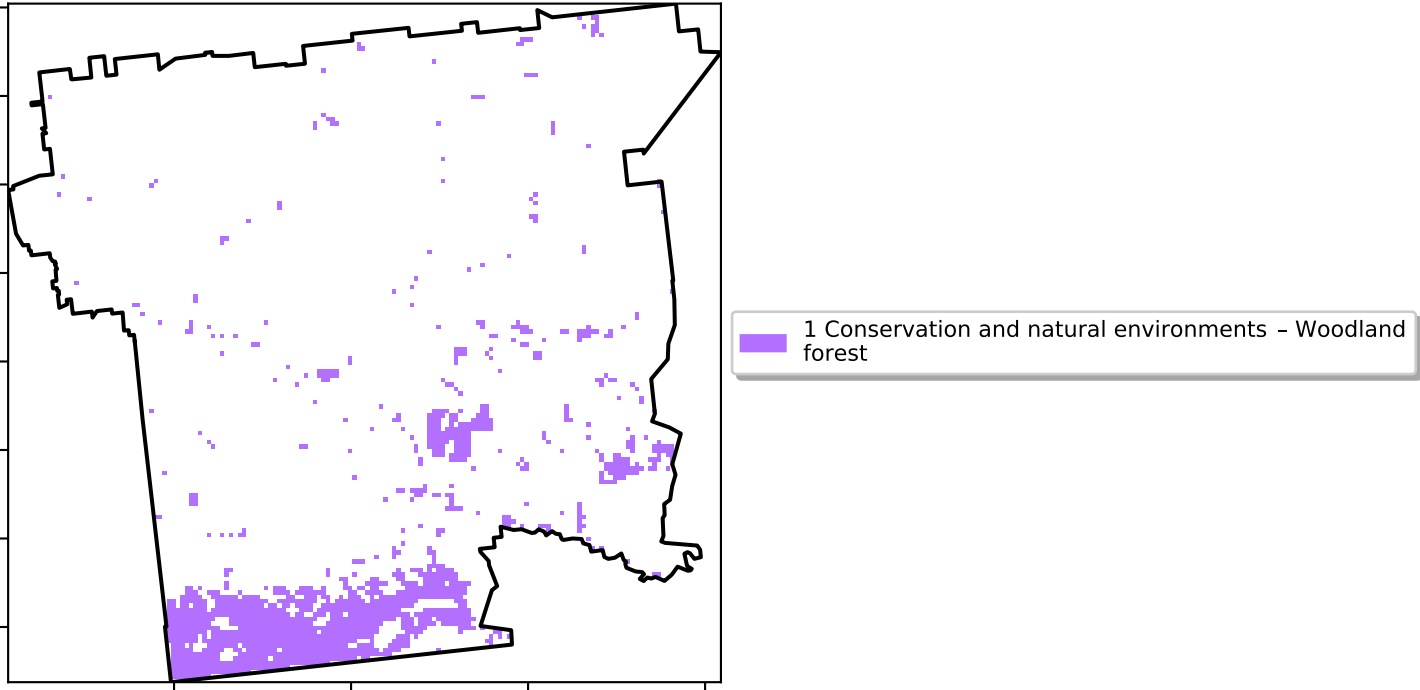 1 Conservation and natural environments – Woodland
forest